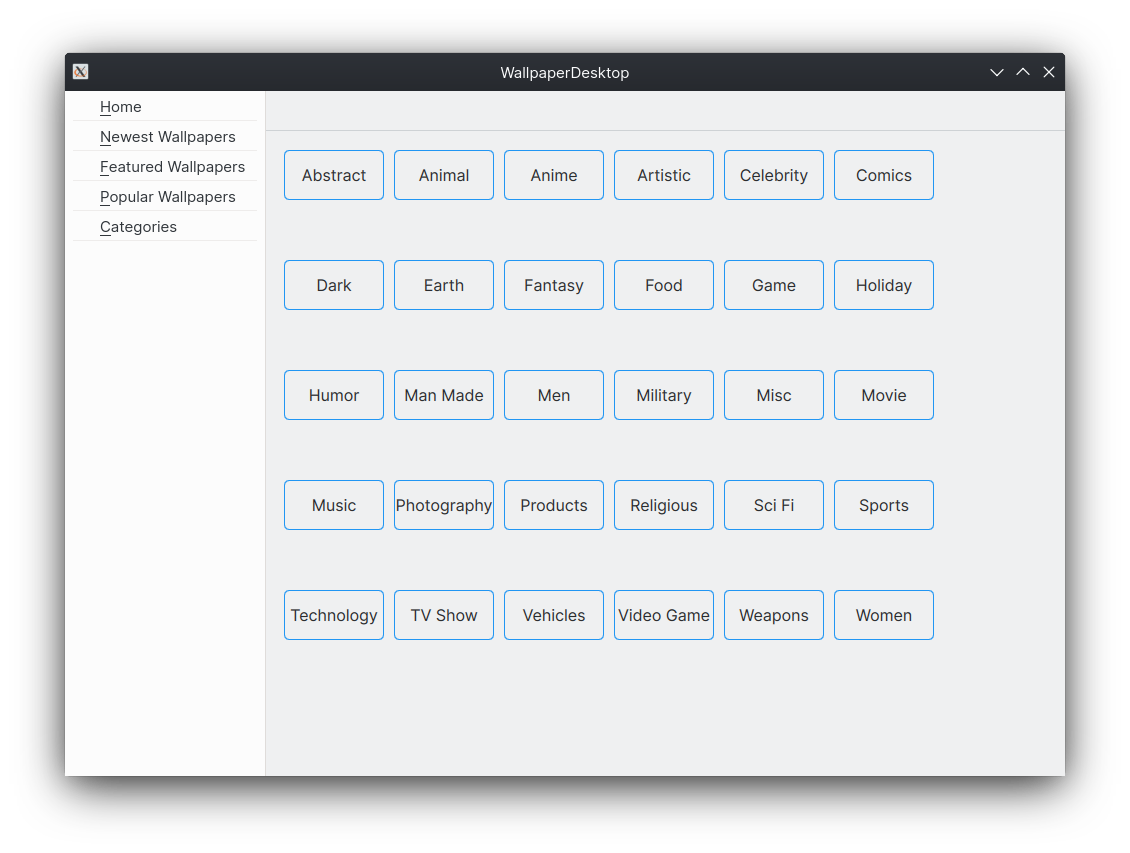 WallpaperDesktop
Home
Newest Wallpapers
Featured Wallpapers
Popular Wallpapers
Categories
Abstract Animal Anime Artistic Celebrity Comics
Dark Earth Fantasy Food Game Holiday
Humor Man Made Men Military Misc Movie
Music Photography Products Religious Sci Fi Sports
Technology TV Show Vehicles Video Game Weapons Women